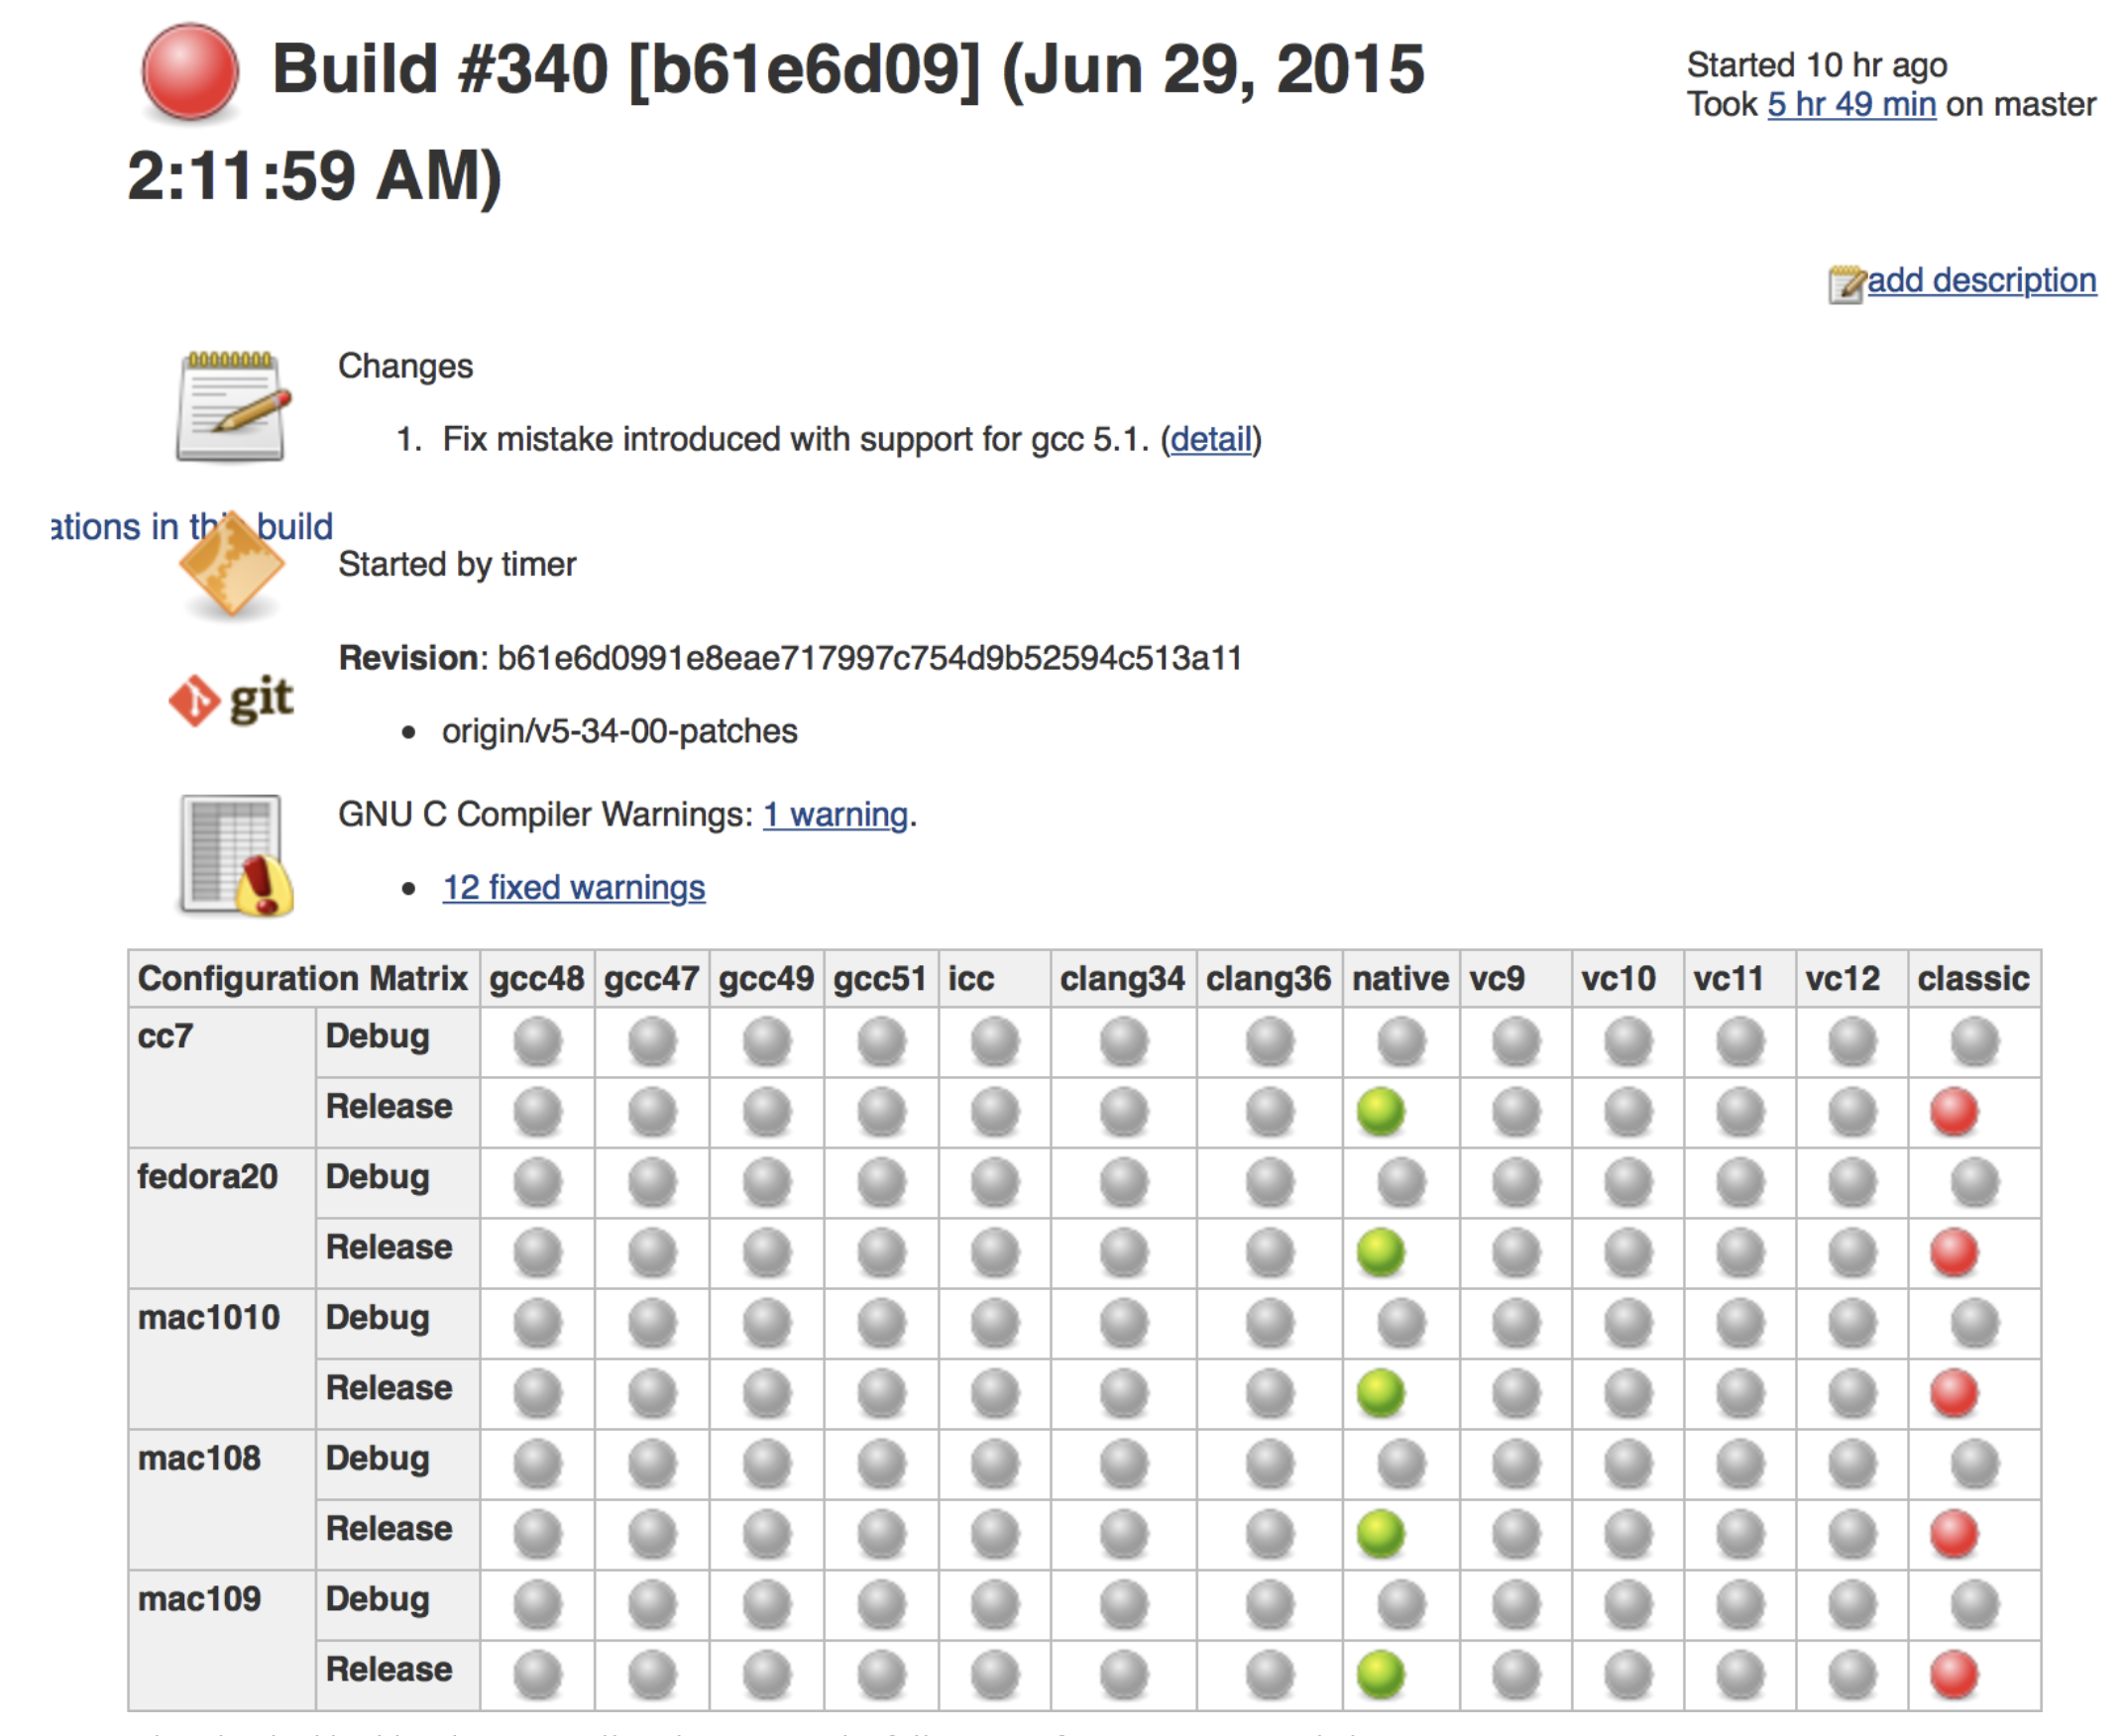 Build #340 [b61e6d09] (Jun 29, 2015
2:11:59 AM)
Started 10 hr ago
Took 5 hr 49 min on master
add description
Changes
1. Fix mistake introduced with support for gcc 5.1. (detail)
ations in this build
Started by timer
Revision: b61e6d0991e8eae717997c754d9b52594c513a11
git
• origin/v5-34-00-patches
GNU C Compiler Warnings: 1 warning.
• 12 fixed warnings
Configuration Matrix gcc48 gcc47 gcc49 gcc51 icc clang34 clang36 native vc9 vc10 vc11 vc12 classic
cc7 Debug
Release
fedora20 Debug
Release
mac1010 Debug
Release
mac108 Debug
Release
mac109 Debug
Release